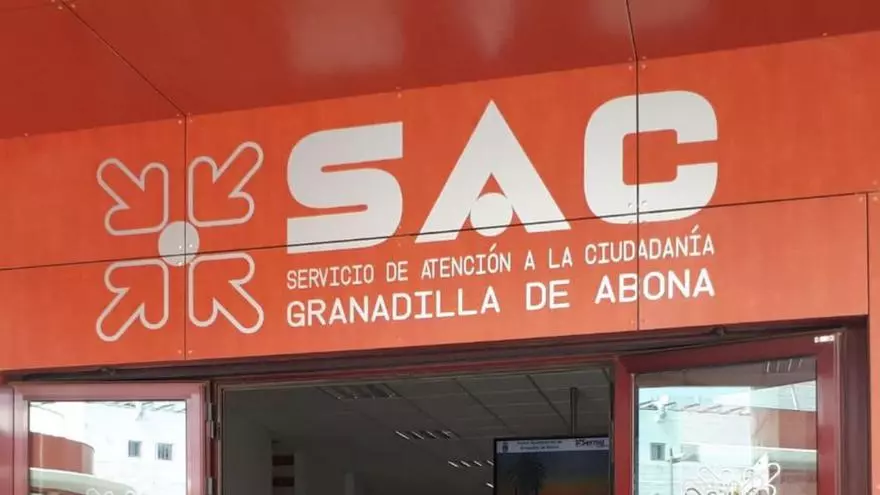 SAC
SERVICIO DE ATENCIÓN A LA CIUDADANÍA
GRANADILLA DE ABONA